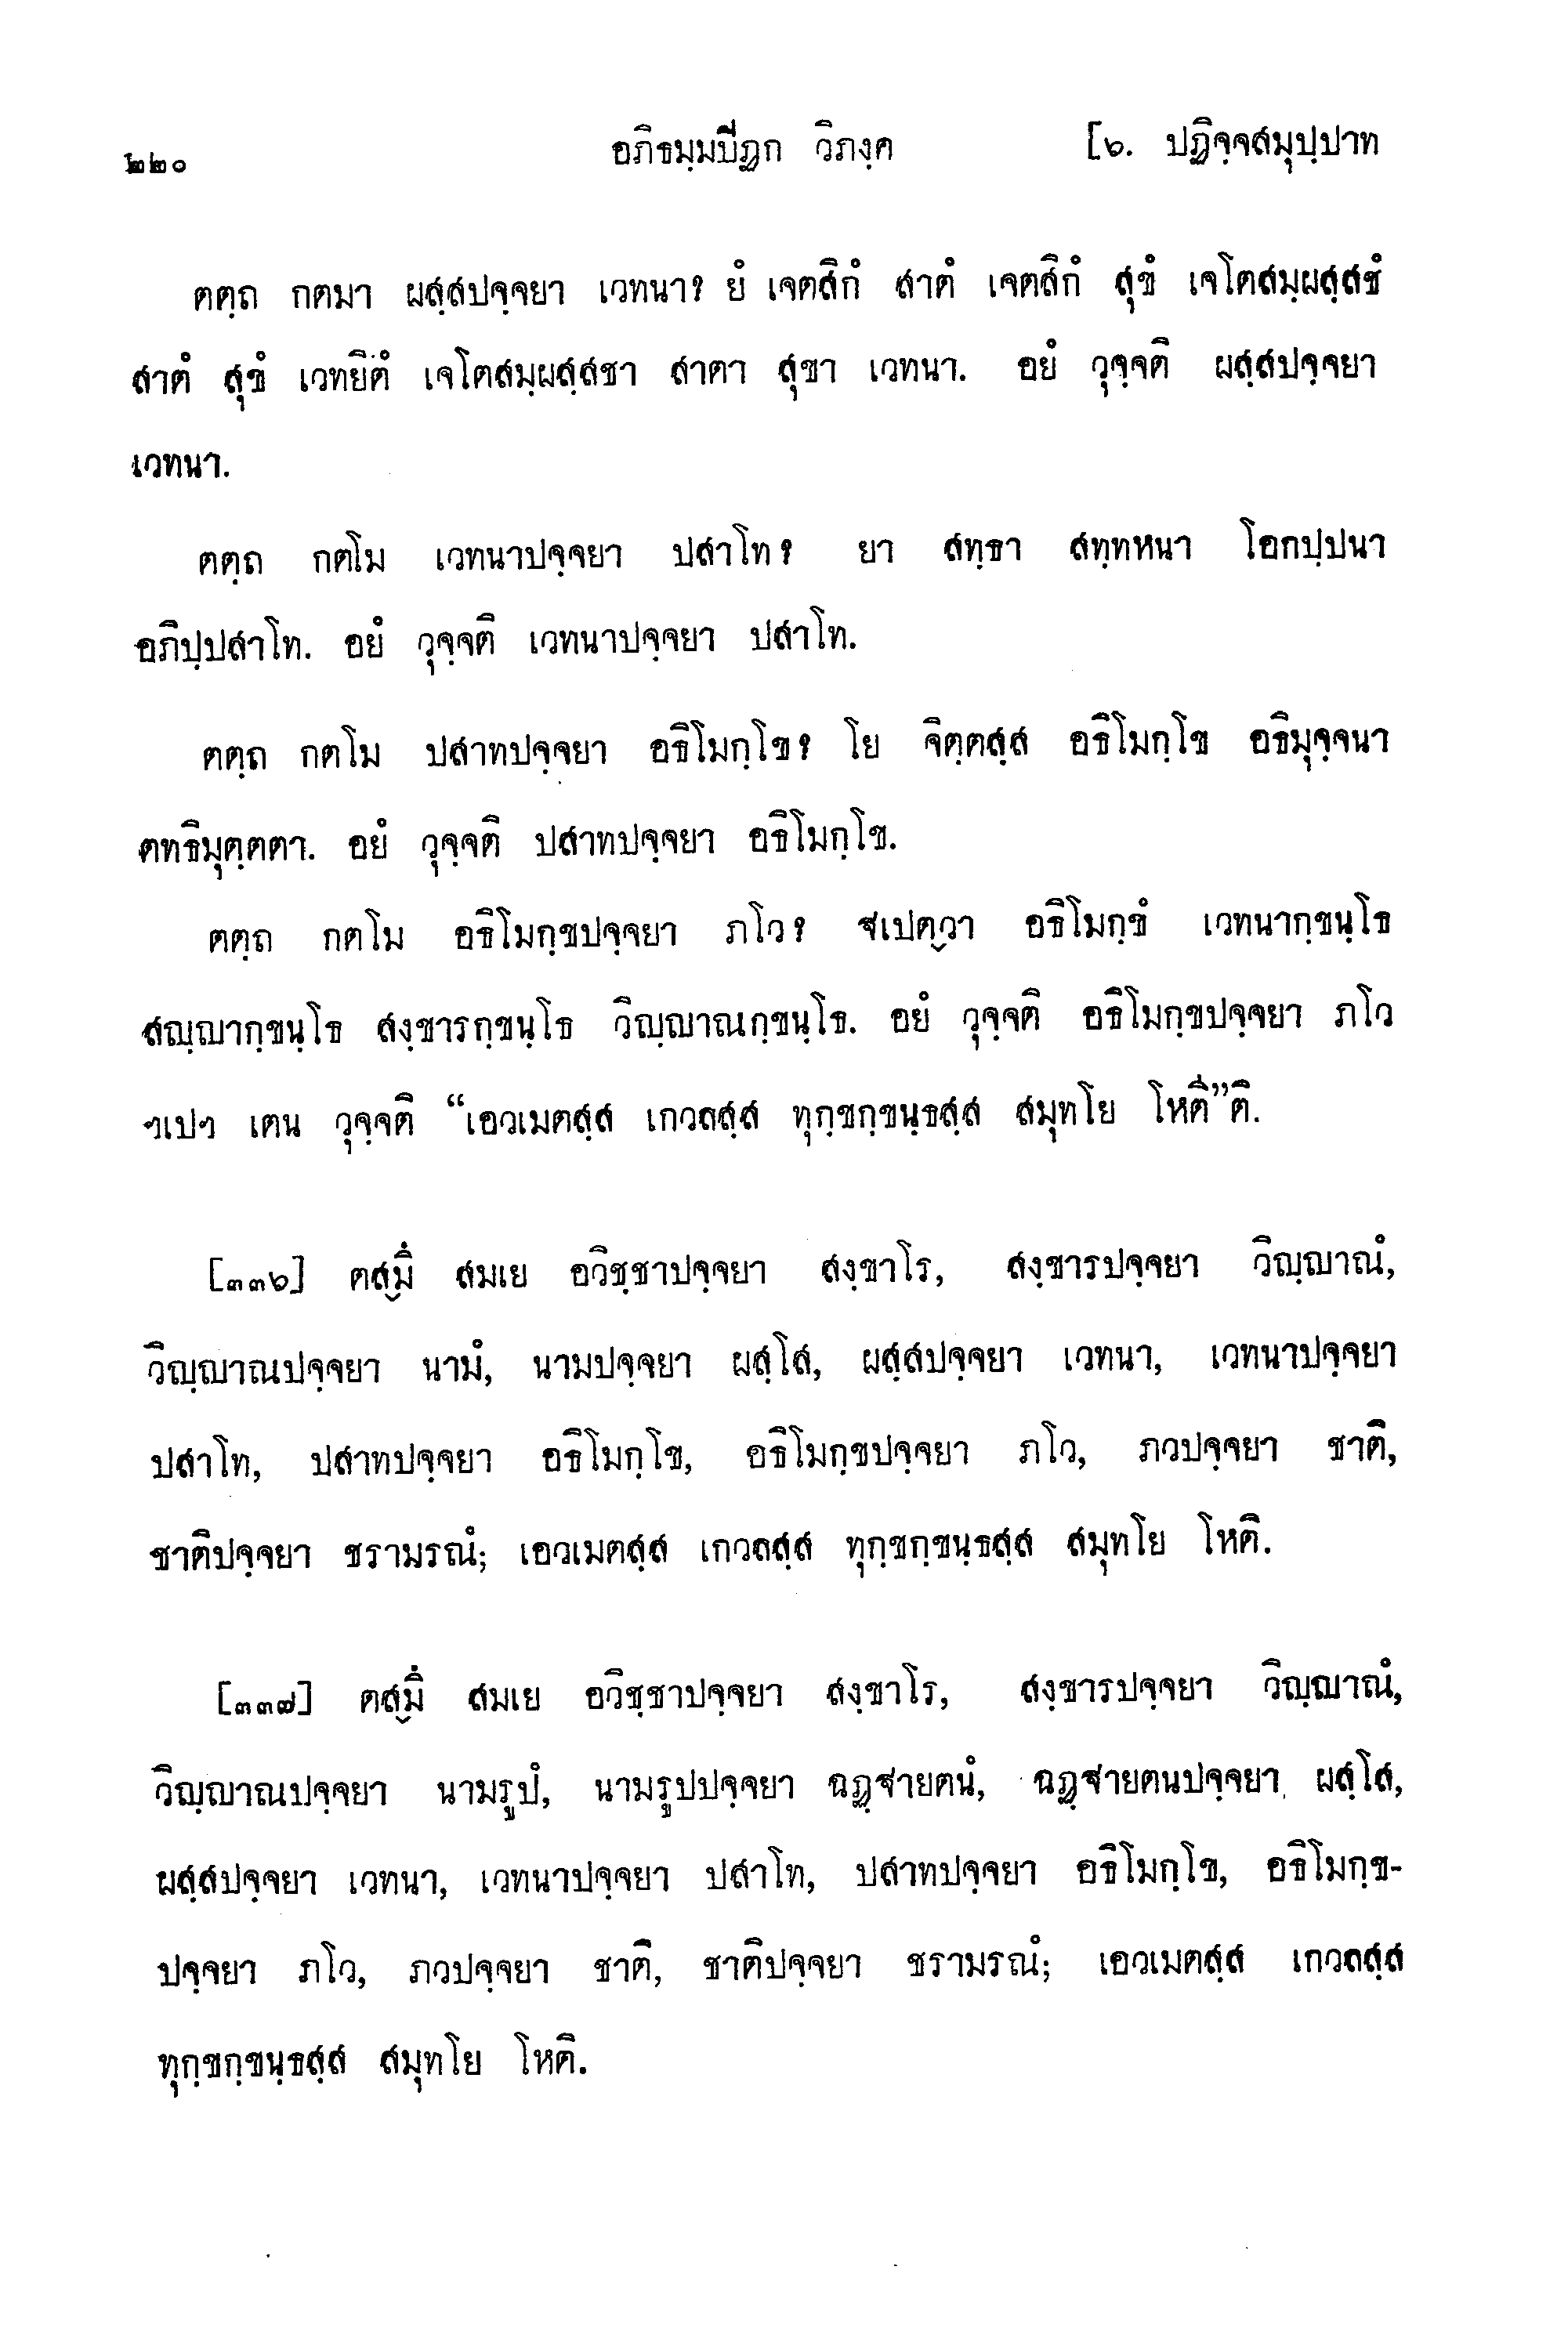 ๒๒๐ อภิธมฺมปีฏก วิภงฺค [๖. ปฏิจฺจสมุปฺปาท
ตตฺถ กตมา ผสฺสปจฺจยา เวทนา? ยํ เจตสิกํ สาตํ เจตสิกํ สุขํ เจโตสมฺผสฺสชํ
สาตํ สุขํ เวทยิตํ เจโตสมฺผสฺสชา สาตา สุขา เวทนา. อยํ วุจฺจติ ผสฺสปจฺจยา
เวทนา.
ตตฺถ กตโม เวทนาปจฺจยา ปสาโท? ยา สทฺธา สทฺทหนา โอกปฺปนา
อภิปฺปสาโท. อยํ วุจฺจติ เวทนาปจฺจยา ปสาโท.
ตตฺถ กตโม ปสาทปจฺจยา อธิโมกฺโข? โย จิตฺตสฺส อธิโมกฺโข อธิมุจฺจนา
ตทธิมุตฺตตา. อยํ วุจฺจติ ปสาทปจฺจยา อธิโมกฺโข.
ตตฺถ กตโม อธิโมกฺขปจฺจยา ภโว? ฐเปตฺวา อธิโมกฺขํ เวทนากฺขนฺโธ
สญฺญากฺขนฺโธ สงฺขารกฺขนฺโธ วิญฺญาณกฺขนฺโธ. อยํ วุจฺจติ อธิโมกฺขปจฺจยา ภโว
ฯเปฯ เตน วุจฺจติ “เอวเมตสฺส เกวลสฺส ทุกฺขกฺขนฺธสฺส สมุทโย โหตี”ติ.
[๓๓๖] ตสฺมึ สมเย อวิชฺชาปจฺจยา สงฺขาโร, สงฺขารปจฺจยา วิญฺญาณํ,
วิญฺญาณปจฺจยา นามํ, นามปจฺจยา ผสฺโส, ผสฺสปจฺจยา เวทนา, เวทนาปจฺจยา
ปสาโท, ปสาทปจฺจยา อธิโมกฺโข, อธิโมกฺขปจฺจยา ภโว, ภวปจฺจยา ชาติ,
ชาติปจฺจยา ชรามรณํ; เอวเมตสฺส เกวลสฺส ทุกฺขกฺขนฺธสฺส สมุทโย โหติ.
[๓๓๗] ตสฺมึ สมเย อวิชฺชาปจฺจยา สงฺขาโร, สงฺขารปจฺจยา วิญฺญาณํ,
วิญฺญาณปจฺจยา นามรูปํ, นามรูปปจฺจยา ฉฏฺฐายตนํ, ฉฏฺฐายตนปจฺจยา ผสฺโส,
ผสฺสปจฺจยา เวทนา, เวทนาปจฺจยา ปสาโท, ปสาทปจฺจยา อธิโมกฺโข, อธิโมกฺข-
ปจฺจยา ภโว, ภวปจฺจยา ชาติ, ชาติปจฺจยา ชรามรณํ; เอวเมตสฺส เกวลสฺส
ทุกฺขกฺขนฺธสฺส สมุทโย โหติ.